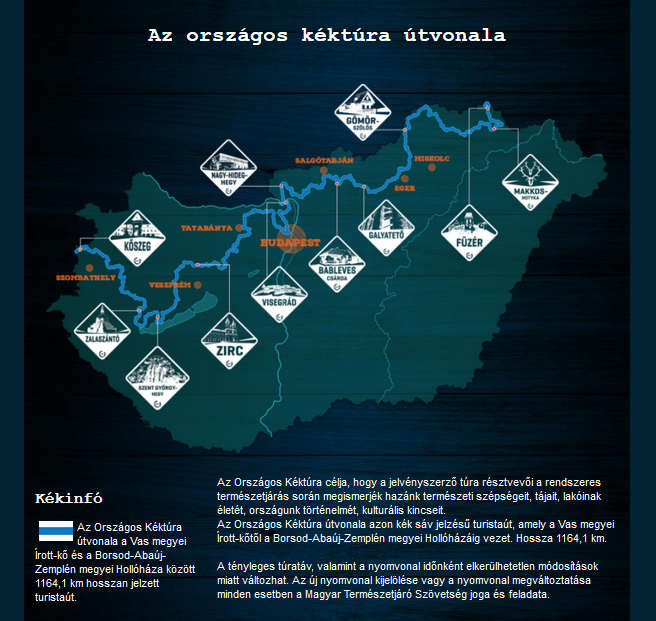 Az országos kéktúra útvonala
GÖMÖR-
SZŐLŐS
NAGY-HIDEG-
HEGY
SALGÓTARJÁN
MISKOLC
EGER
MAKKOS-
HOTYKA
KŐSZEG
TATABÁNYA
BUDAPEST
GALYATETŐ
FÜZÉR
BABLEVES
CSÁRDA
SZOMBATHELY
VESZPRÉM
VISEGRÁD
ZALASZÁNTÓ
ZIRC
SZENT GYÖRGY-
HEGY
Kékinfó
Az Országos Kéktúra
útvonala a Vas megyei
Írott-kő és a Borsod-Abaúj-
Zemplén megyei Hollóháza között
1164,1 km hosszan jelzett
turistaút.
Az Országos Kéktúra célja, hogy a jelvényszerző túra résztvevői a rendszeres
természetjárás során megismerjék hazánk természeti szépségeit, tájait, lakóinak
életét, országunk történelmét, kulturális kincseit.
Az Országos Kéktúra útvonala azon kék sáv jelzésű turistaút, amely a Vas megyei
Írott-kőtől a Borsod-Abaúj-Zemplén megyei Hollóházáig vezet. Hossza 1164,1 km.
A tényleges túratáv, valamint a nyomvonal időnként elkerülhetetlen módosítások
miatt változhat. Az új nyomvonal kijelölése vagy a nyomvonal megváltoztatása
minden esetben a Magyar Természetjáró Szövetség joga és feladata.